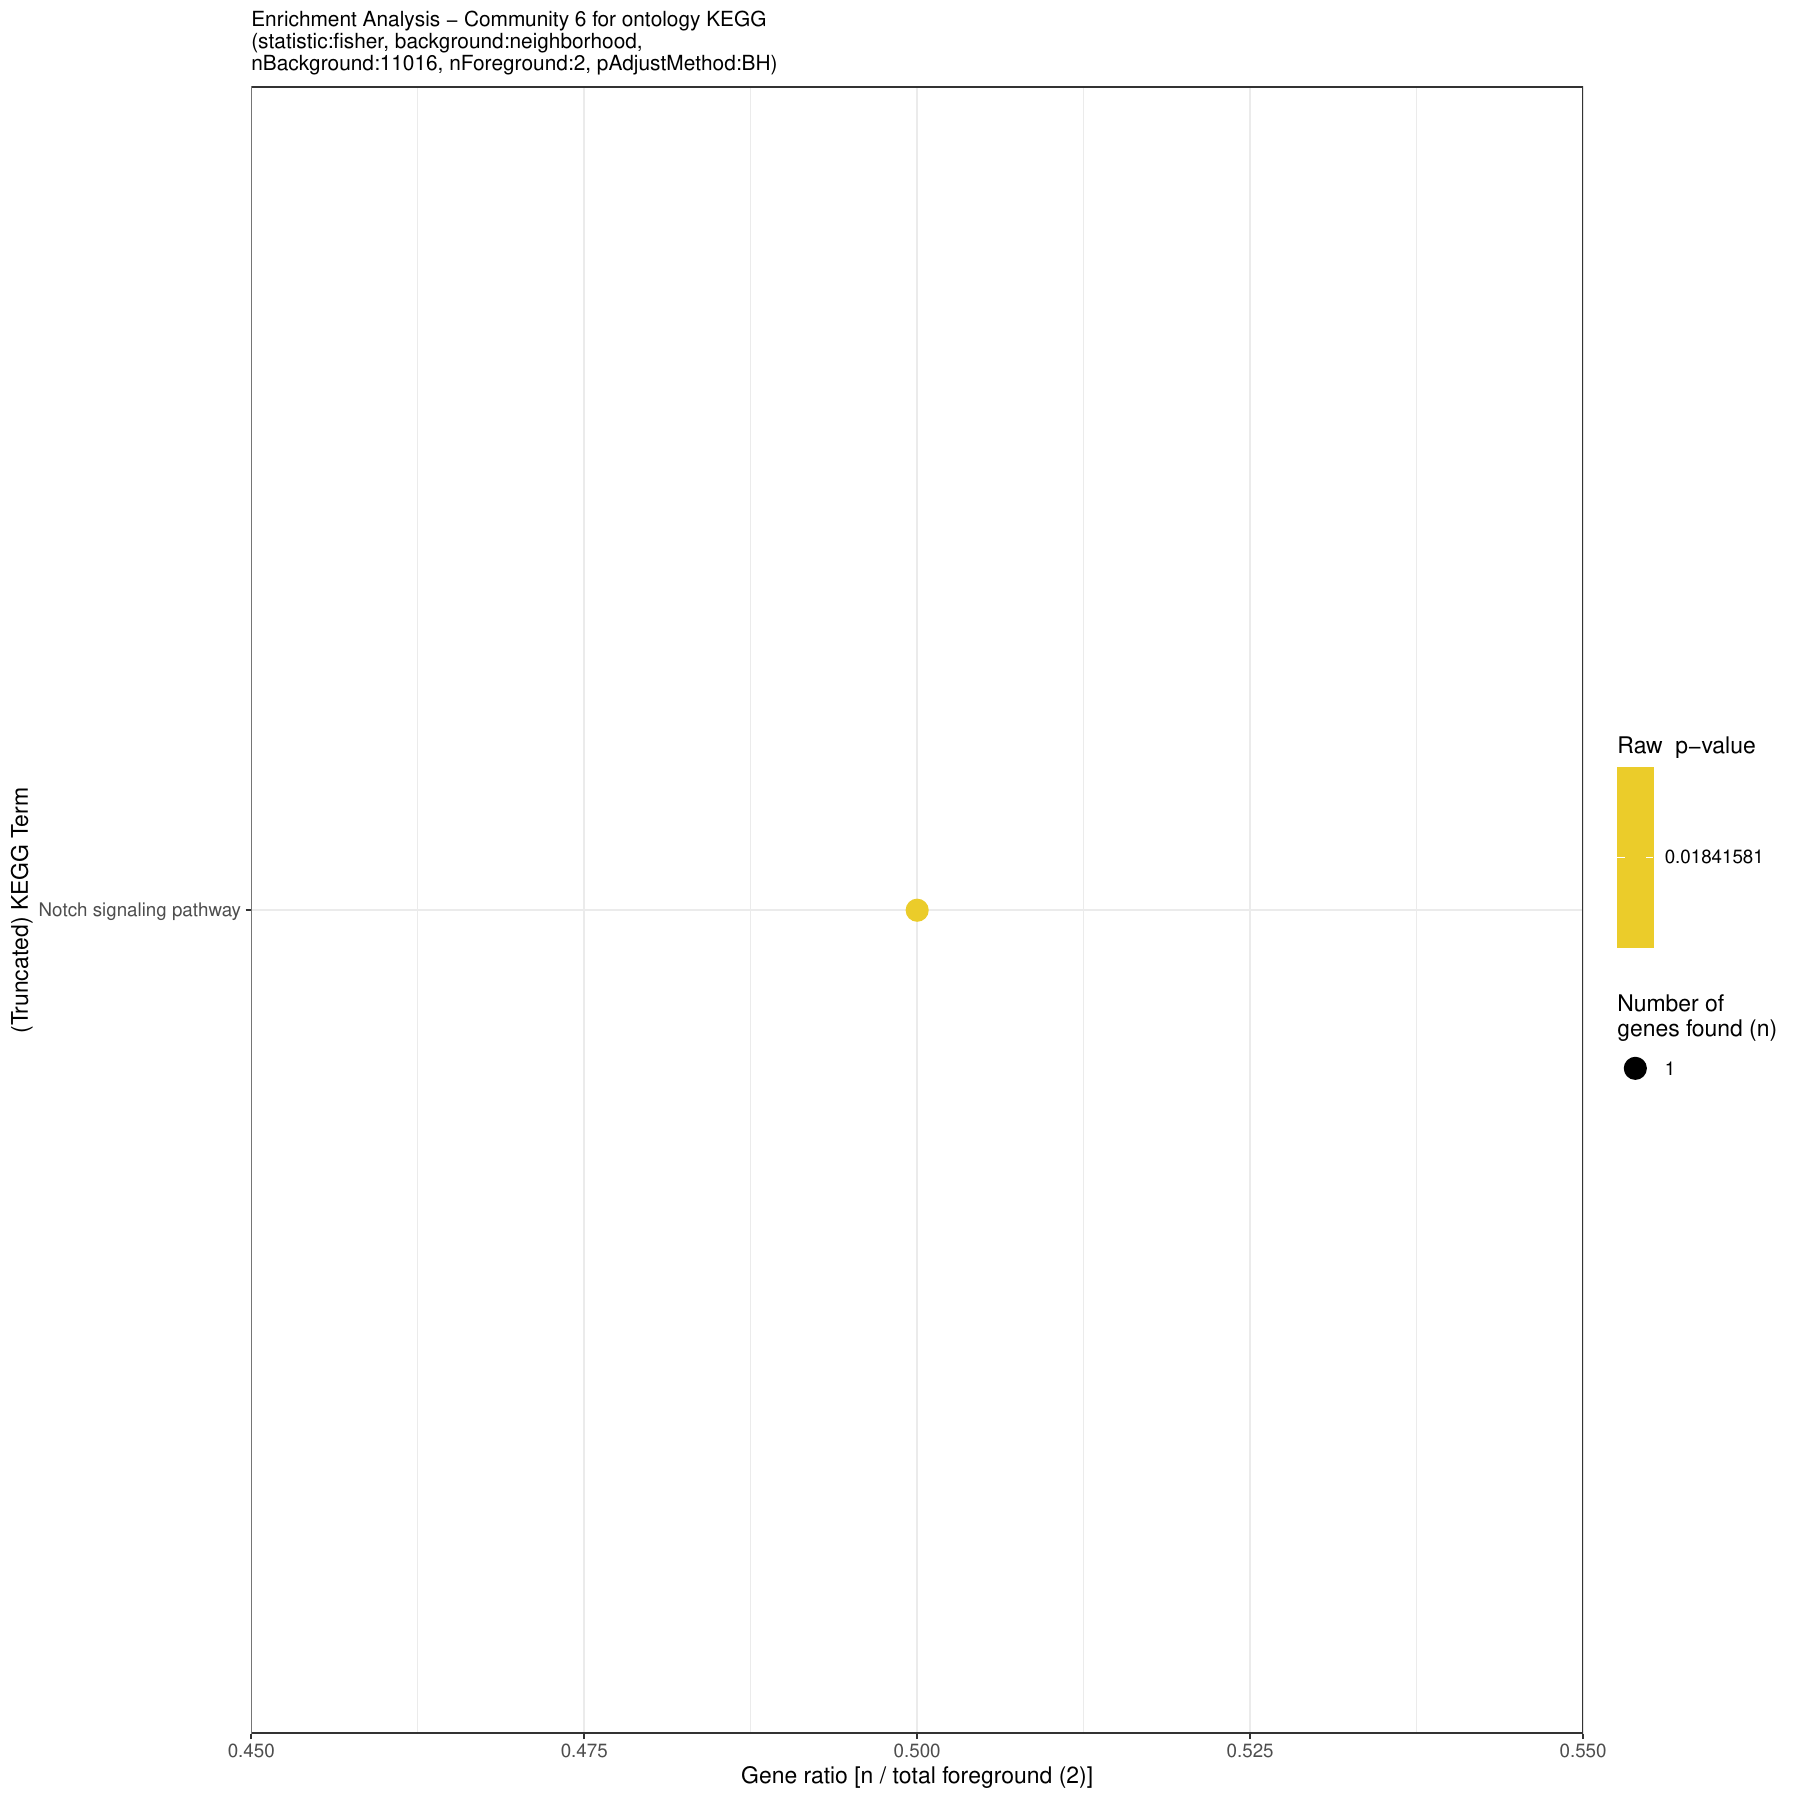 Enrichment Analysis − Community 6 for ontology KEGG
(statistic:fisher, background:neighborhood,
nBackground:11016, nForeground:2, pAdjustMethod:BH)
(Truncated) KEGG Term
Notch signaling pathway
0.450
0.475
0.500
0.525
0.550
Gene ratio [n / total foreground (2)]
Raw  p−value
0.01841581
Number of
genes found (n)
1